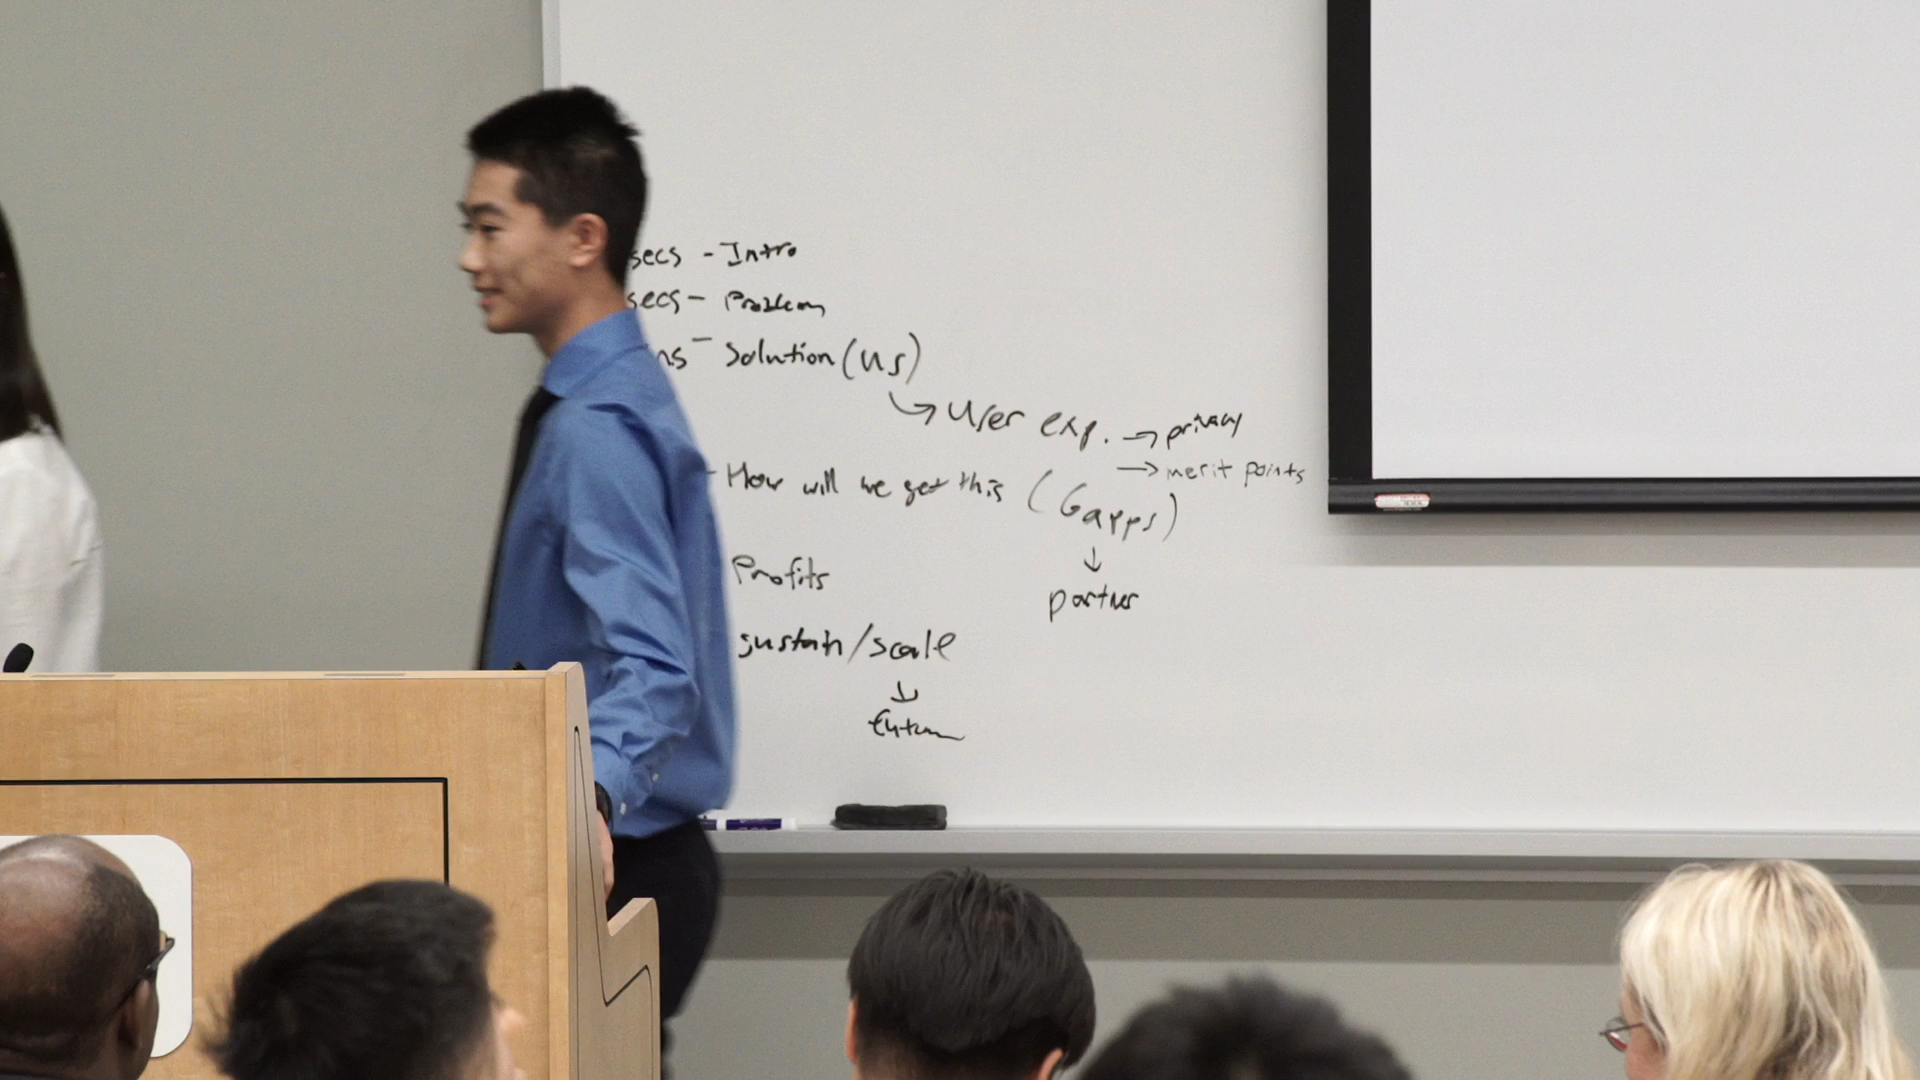 secs - Intro
secs - Problem
ns - Solution (us)
→ User exp. → privacy
→ merit points
- How will we get this (Gapps)
↓
Profits
partner
sustain/scale
↓